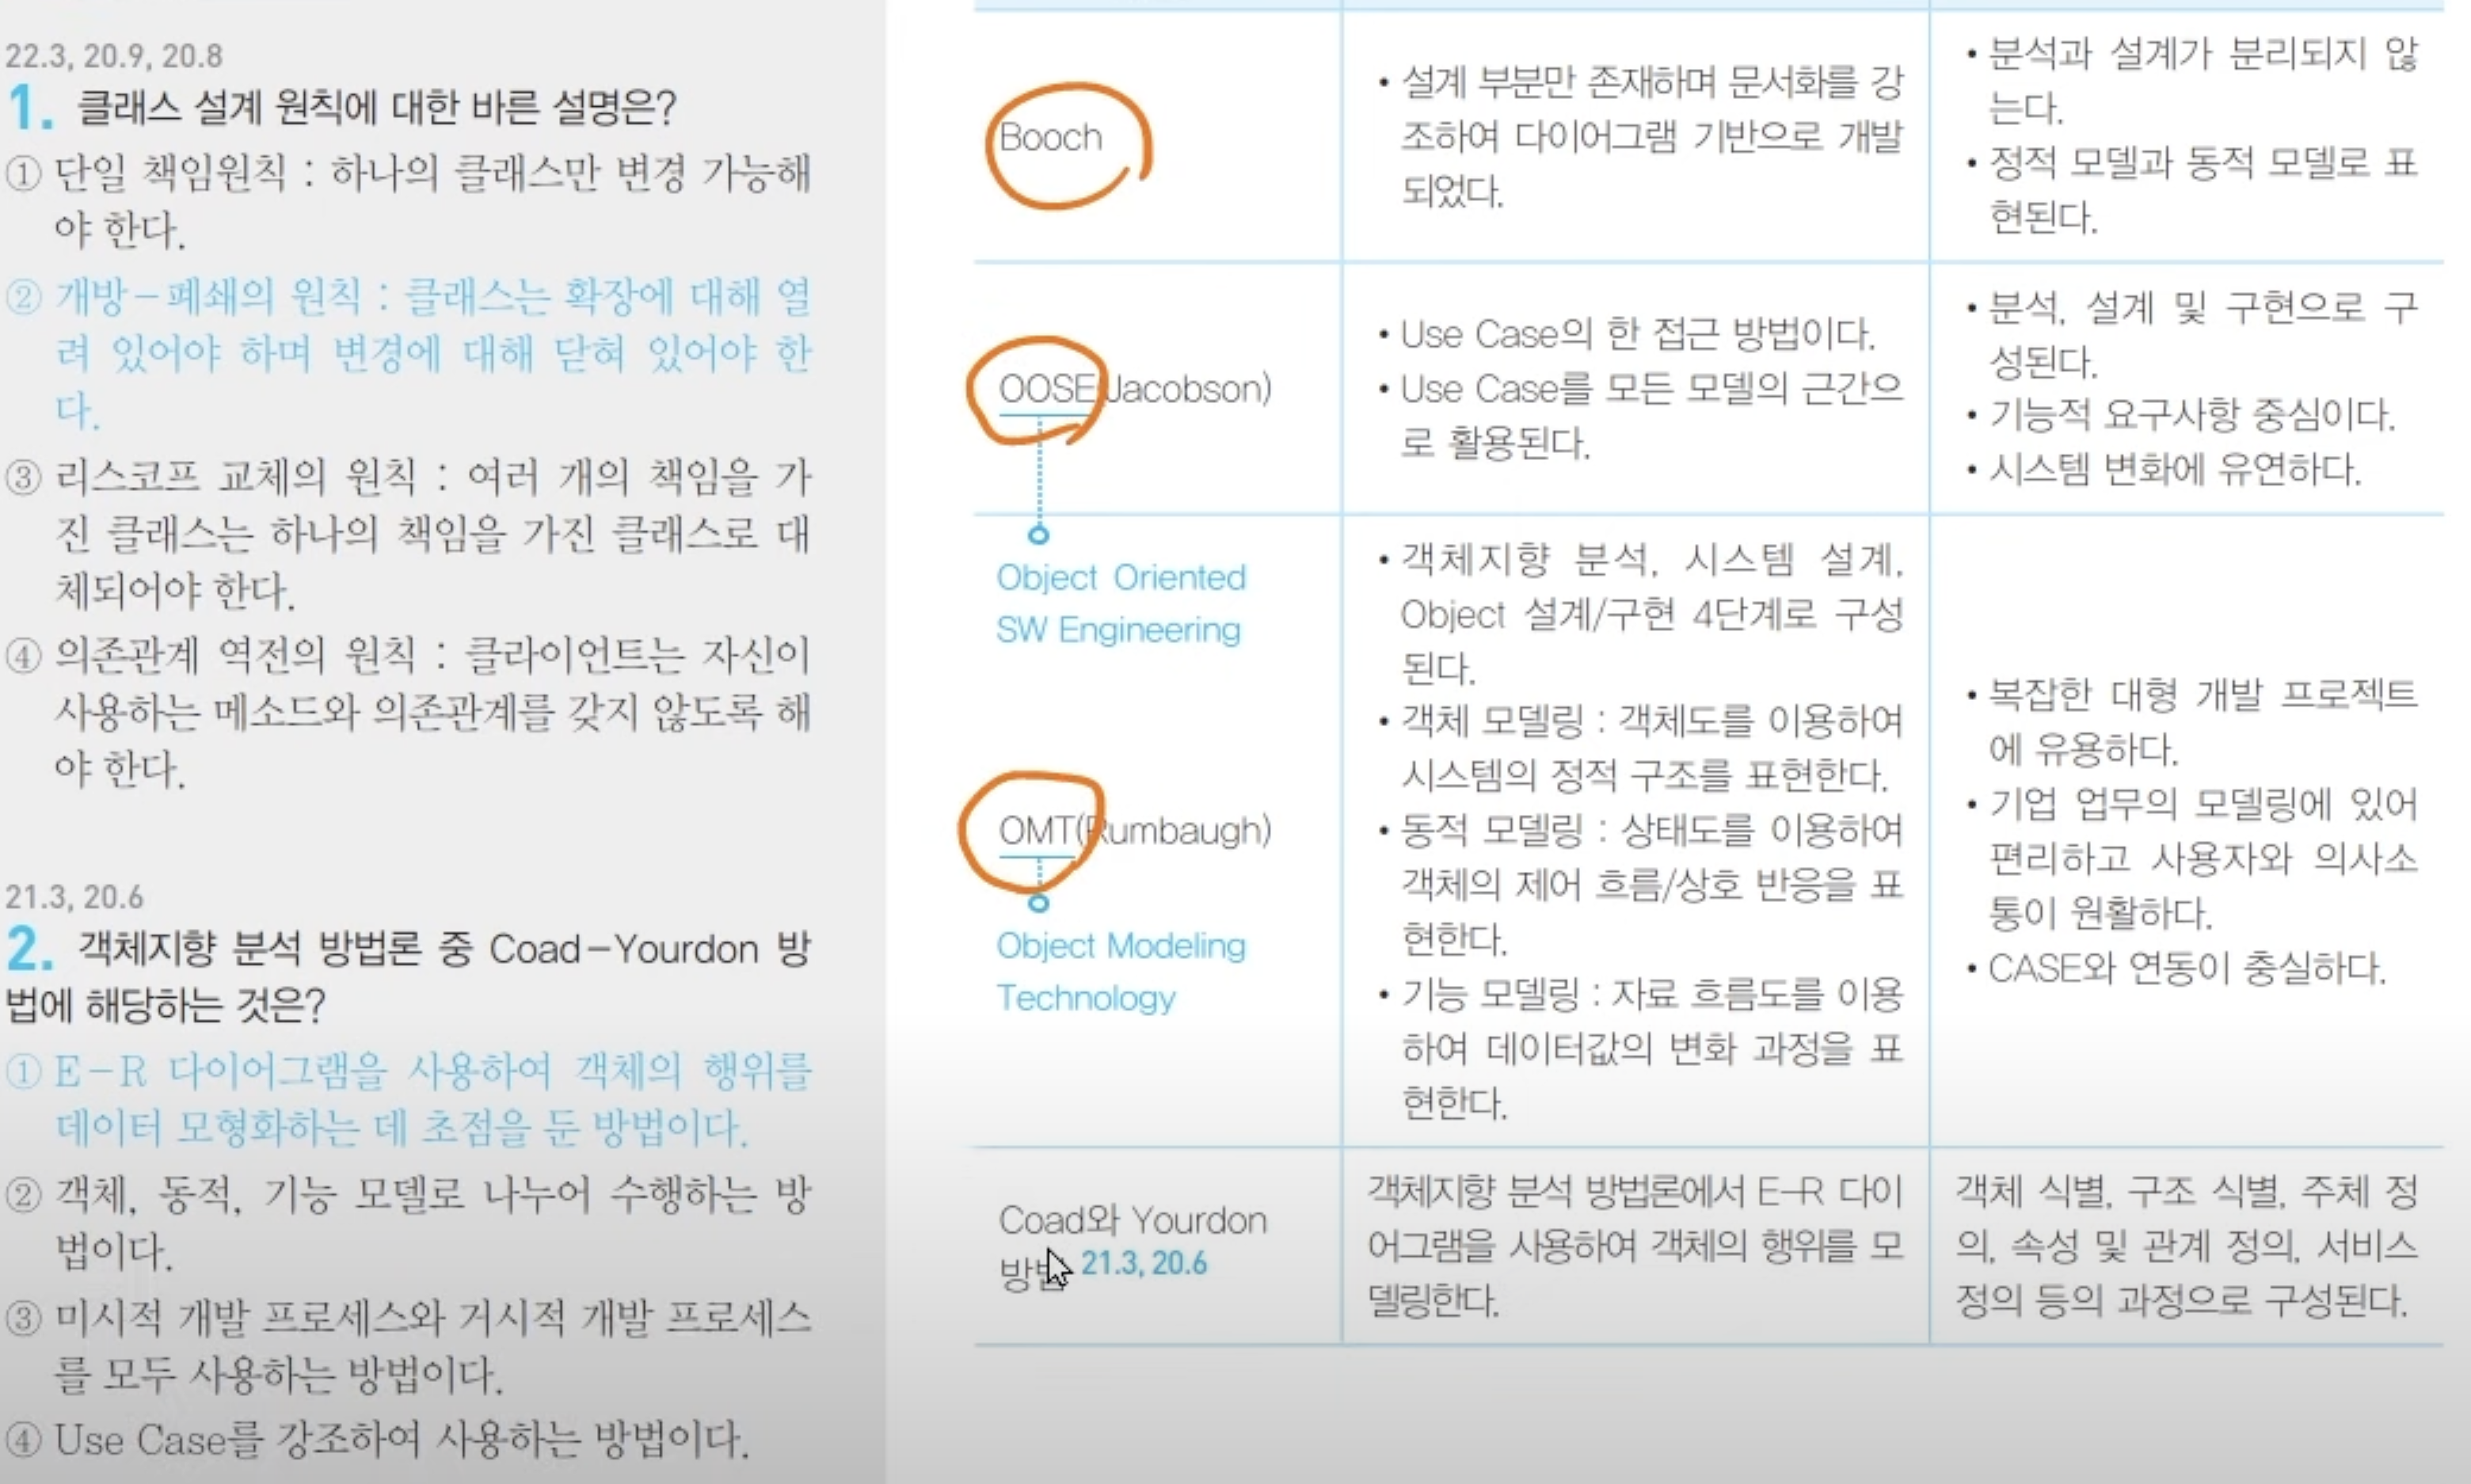 22.3, 20.9, 20.8
1. 클래스 설계 원칙에 대한 바른 설명은?
① 단일 책임원칙 : 하나의 클래스만 변경 가능해
야 한다.
② 개방-폐쇄의 원칙 : 클래스는 확장에 대해 열
려 있어야 하며 변경에 대해 닫혀 있어야 한
다.
③ 리스코프 교체의 원칙 : 여러 개의 책임을 가
진 클래스는 하나의 책임을 가진 클래스로 대
체되어야 한다.
④ 의존관계 역전의 원칙 : 클라이언트는 자신이
사용하는 메소드와 의존관계를 갖지 않도록 해
야 한다.
21.3, 20.6
2. 객체지향 분석 방법론 중 Coad-Yourdon 방
법에 해당하는 것은?
① E-R 다이어그램을 사용하여 객체의 행위를
데이터 모형화하는 데 초점을 둔 방법이다.
② 객체, 동적, 기능 모델로 나누어 수행하는 방
법이다.
③ 미시적 개발 프로세스와 거시적 개발 프로세스
를 모두 사용하는 방법이다.
④ Use Case를 강조하여 사용하는 방법이다.
Booch
• 설계 부분만 존재하며 문서화를 강
조하여 다이어그램 기반으로 개발
되었다.
• 분석과 설계가 분리되지 않
는다.
• 정적 모델과 동적 모델로 표
현된다.
OOSE(Jacobson)
Object Oriented
SW Engineering
• Use Case의 한 접근 방법이다.
• Use Case를 모든 모델의 근간으
로 활용된다.
• 분석, 설계 및 구현으로 구
성된다.
• 기능적 요구사항 중심이다.
• 시스템 변화에 유연하다.
OMT(Rumbaugh)
Object Modeling
Technology
• 객체지향 분석, 시스템 설계,
Object 설계/구현 4단계로 구성
된다.
• 객체 모델링 : 객체도를 이용하여
시스템의 정적 구조를 표현한다.
• 동적 모델링 : 상태도를 이용하여
객체의 제어 흐름/상호 반응을 표
현한다.
• 기능 모델링 : 자료 흐름도를 이용
하여 데이터값의 변화 과정을 표
현한다.
• 복잡한 대형 개발 프로젝트
에 유용하다.
• 기업 업무의 모델링에 있어
편리하고 사용자와 의사소
통이 원활하다.
• CASE와 연동이 충실하다.
Coad와 Yourdon
방법 21.3, 20.6
객체지향 분석 방법론에서 E-R 다이
어그램을 사용하여 객체의 행위를 모
델링한다.
객체 식별, 구조 식별, 주체 정
의, 속성 및 관계 정의, 서비스
정의 등의 과정으로 구성된다.